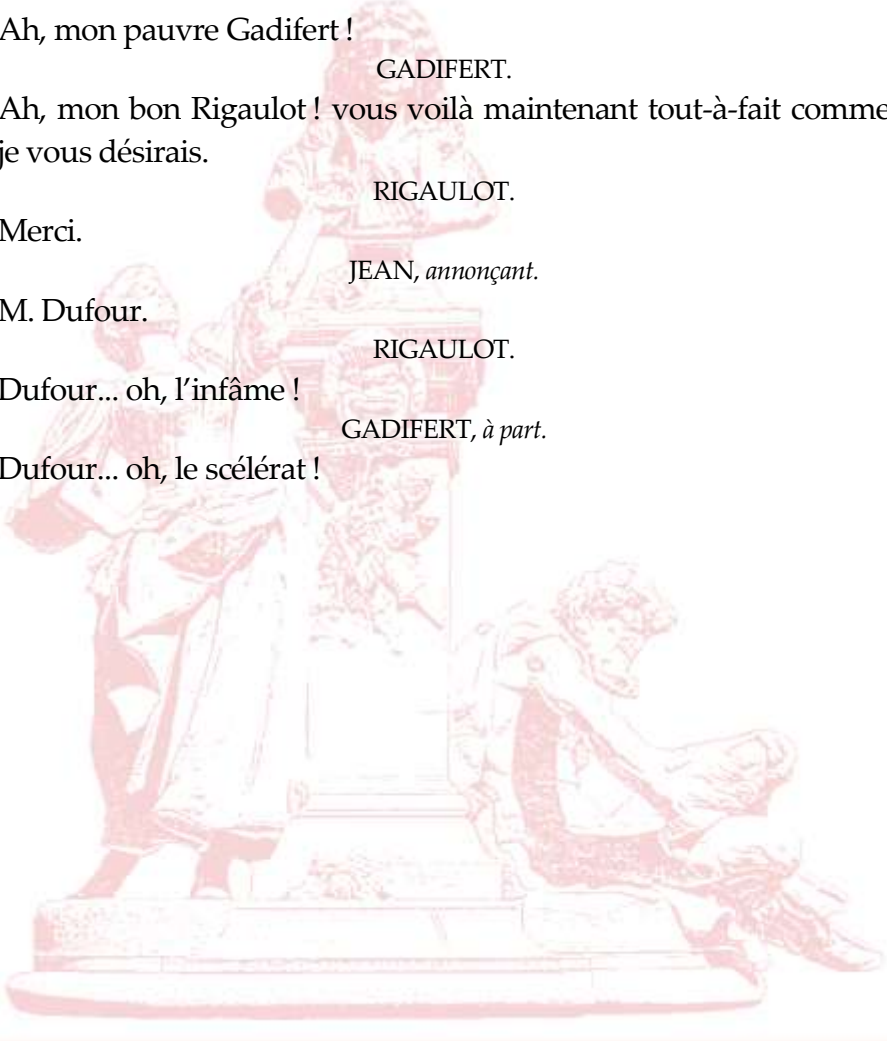 Ah, mon pauvre Gadifert !
GADIFERT.
Ah, mon bon Rigaulot ! vous voilà maintenant tout-à-fait comme
je vous désirais.
RIGAULOT.
Merci.
JEAN, annonçant.
M. Dufour.
RIGAULOT.
Dufour... oh, l’infâme !
GADIFERT, à part.
Dufour... oh, le scélérat !